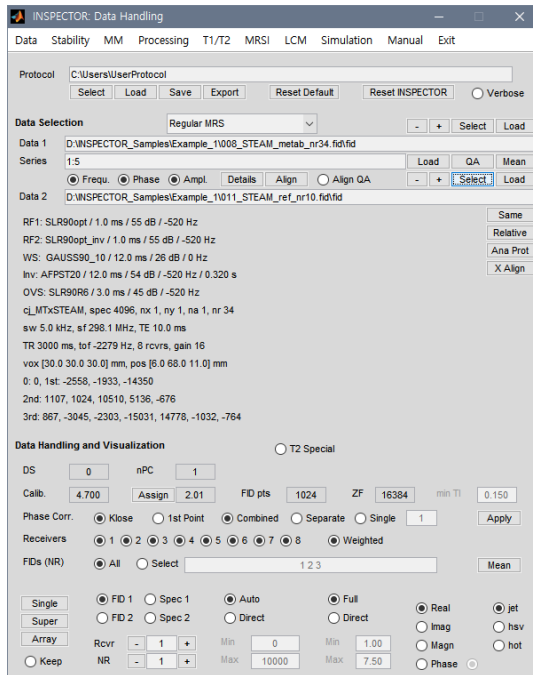 INSPECTOR: Data Handling
Data Stability MM Processing T1/T2 MRSI LCM Simulation Manual Exit
Protocol C:\Users\UserProtocol
Select Load Save Export Reset Default Reset INSPECTOR Verbose
Data Selection Regular MRS - + Select Load
Data 1 D:\INSPECTOR_Samples\Example_1\008_STEAM_metab_nr34.fid\fid
Series 1:5 Load QA Mean
Frequ. Phase Ampl. Details Align Align QA - + Select Load
Data 2 D:\INSPECTOR_Samples\Example_1\011_STEAM_ref_nr10.fid\fid
Same
RF1: SLR90opt / 1.0 ms / 55 dB / -520 Hz
Relative
RF2: SLR90opt_inv / 1.0 ms / 55 dB / -520 Hz
Ana Prot
WS: GAUSS90_10 / 12.0 ms / 26 dB / 0 Hz
X Align
Inv: AFPST20 / 12.0 ms / 54 dB / -520 Hz / 0.320 s
OVS: SLR90R6 / 3.0 ms / 45 dB / -520 Hz
cj_MTxSTEAM, spec 4096, nx 1, ny 1, na 1, nr 34
sw 5.0 kHz, sf 298.1 MHz, TE 10.0 ms
TR 3000 ms, tof -2279 Hz, 8 rcvrs, gain 16
vox [30.0 30.0 30.0] mm, pos [6.0 68.0 11.0] mm
0: 0, 1st: -2558, -1933, -14350
2nd: 1107, 1024, 10510, 5136, -676
3rd: 867, -3045, -2303, -15031, 14778, -1032, -764
Data Handling and Visualization T2 Special
DS 0 nPC 1
Calib. 4.700 Assign 2.01 FID pts 1024 ZF 16384 min TI 0.150
Phase Corr. Klose 1st Point Combined Separate Single 1 Apply
Receivers 1 2 3 4 5 6 7 8 Weighted
FIDs (NR) All Select 1 2 3 Mean
Single FID 1 Spec 1 Auto Full Real jet
Super FID 2 Spec 2 Direct Direct Imag hsv
Array Rcvr - 1 + Min 0 Min 1.00 Magn hot
Keep NR - 1 + Max 10000 Max 7.50 Phase